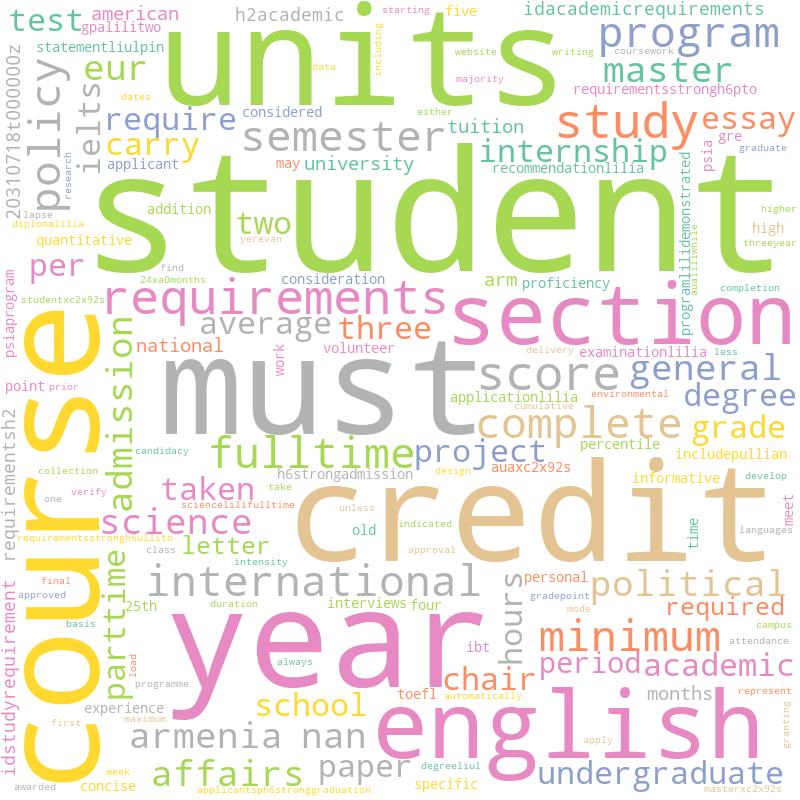 starting
american
h2academic
five
idacademicrequirements
test
gpalilitwo
units
including
website
writing
coursework
program
statementliulpin
eur
data
majority
master
requirementsstrongh6pto
20310718t000000z
policy
ielts
dates
require
considered
either
study
essay
carry
semester
tuition
gre
research
applicant
may
university
internship
psia
graduate
recommendationlilia
lapse
student
programlilidemonstrated
diplomalilia
addition
two
high
higher
quantitative
yerevan
auaililiwhile
threeyear
per
find
24xa0months
consideration
arm
proficiency
studentxc2x92s
requirements
section
completion
psiaprogram
course
admission
average
three
national
work
volunteer
delivery
examinationlilia
less
must
score
general
point
prior
applicationlilia
environmental
degree
cumulative
complete
grade
requirementsh2
fulltime
project
percentile
candidacy
includepullian
collection
h6strongadmission
design
auaxc2x92s
informative
develop
verify
taken
take
one
sciencelilifulltime
unless
science
credit
meet
old
indicated
time
languages
requirementsstrongh6ullito
class
letter
approval
parttime
intensity
idstudyrequirement
final
international
hours
personal
political
approved
25th
duration
interviews
four
gradepoint
mode
required
basis
year
minimum
campus
always
ibt
attendance
load
programme
chair
period
academic
experience
toefl
months
represent
first
maximum
school
automatically
english
granting
armenia nan
apply
week
affairs
paper
degreeliul
undergraduate
awarded
concise
applicantsph6stronggraduation
specific
masterxc2x92s